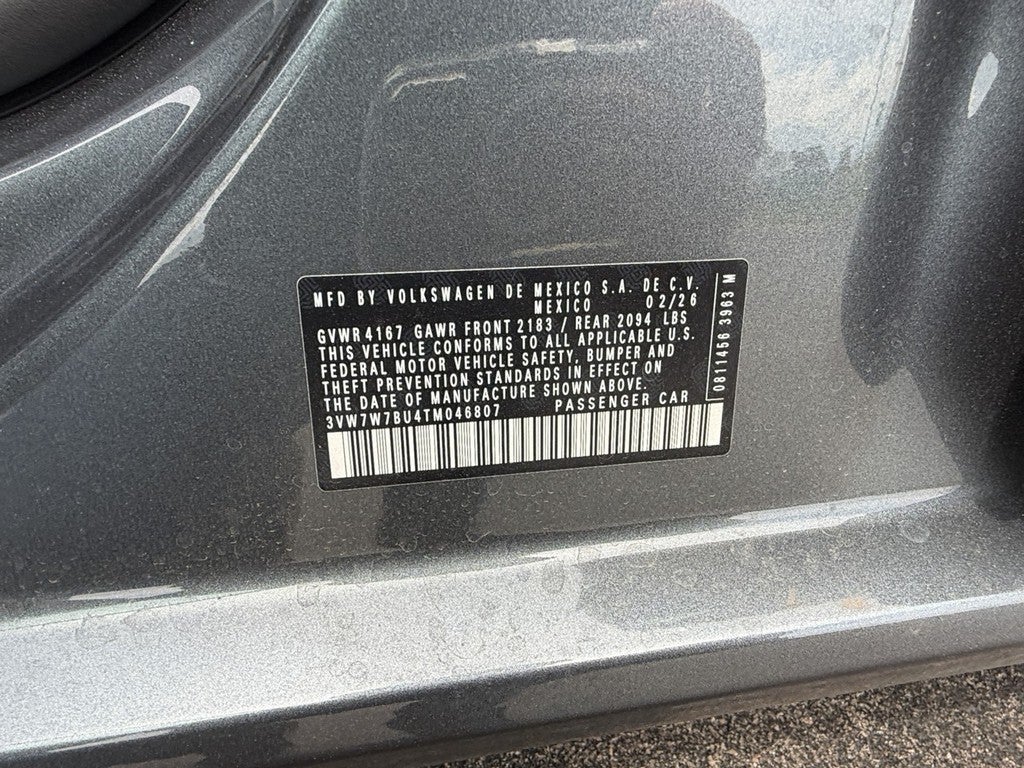 MFD BY VOLKSWAGEN DE MEXICO S.A. DE C.V.
MEXICO 02/26
GVWR 4167 GAWR FRONT 2183 / REAR 2094 LBS
THIS VEHICLE CONFORMS TO ALL APPLICABLE U.S.
FEDERAL MOTOR VEHICLE SAFETY, BUMPER AND
THEFT PREVENTION STANDARDS IN EFFECT ON
THE DATE OF MANUFACTURE SHOWN ABOVE.
3VW7W7BU4TM046807 PASSENGER CAR
0811456 3963 M